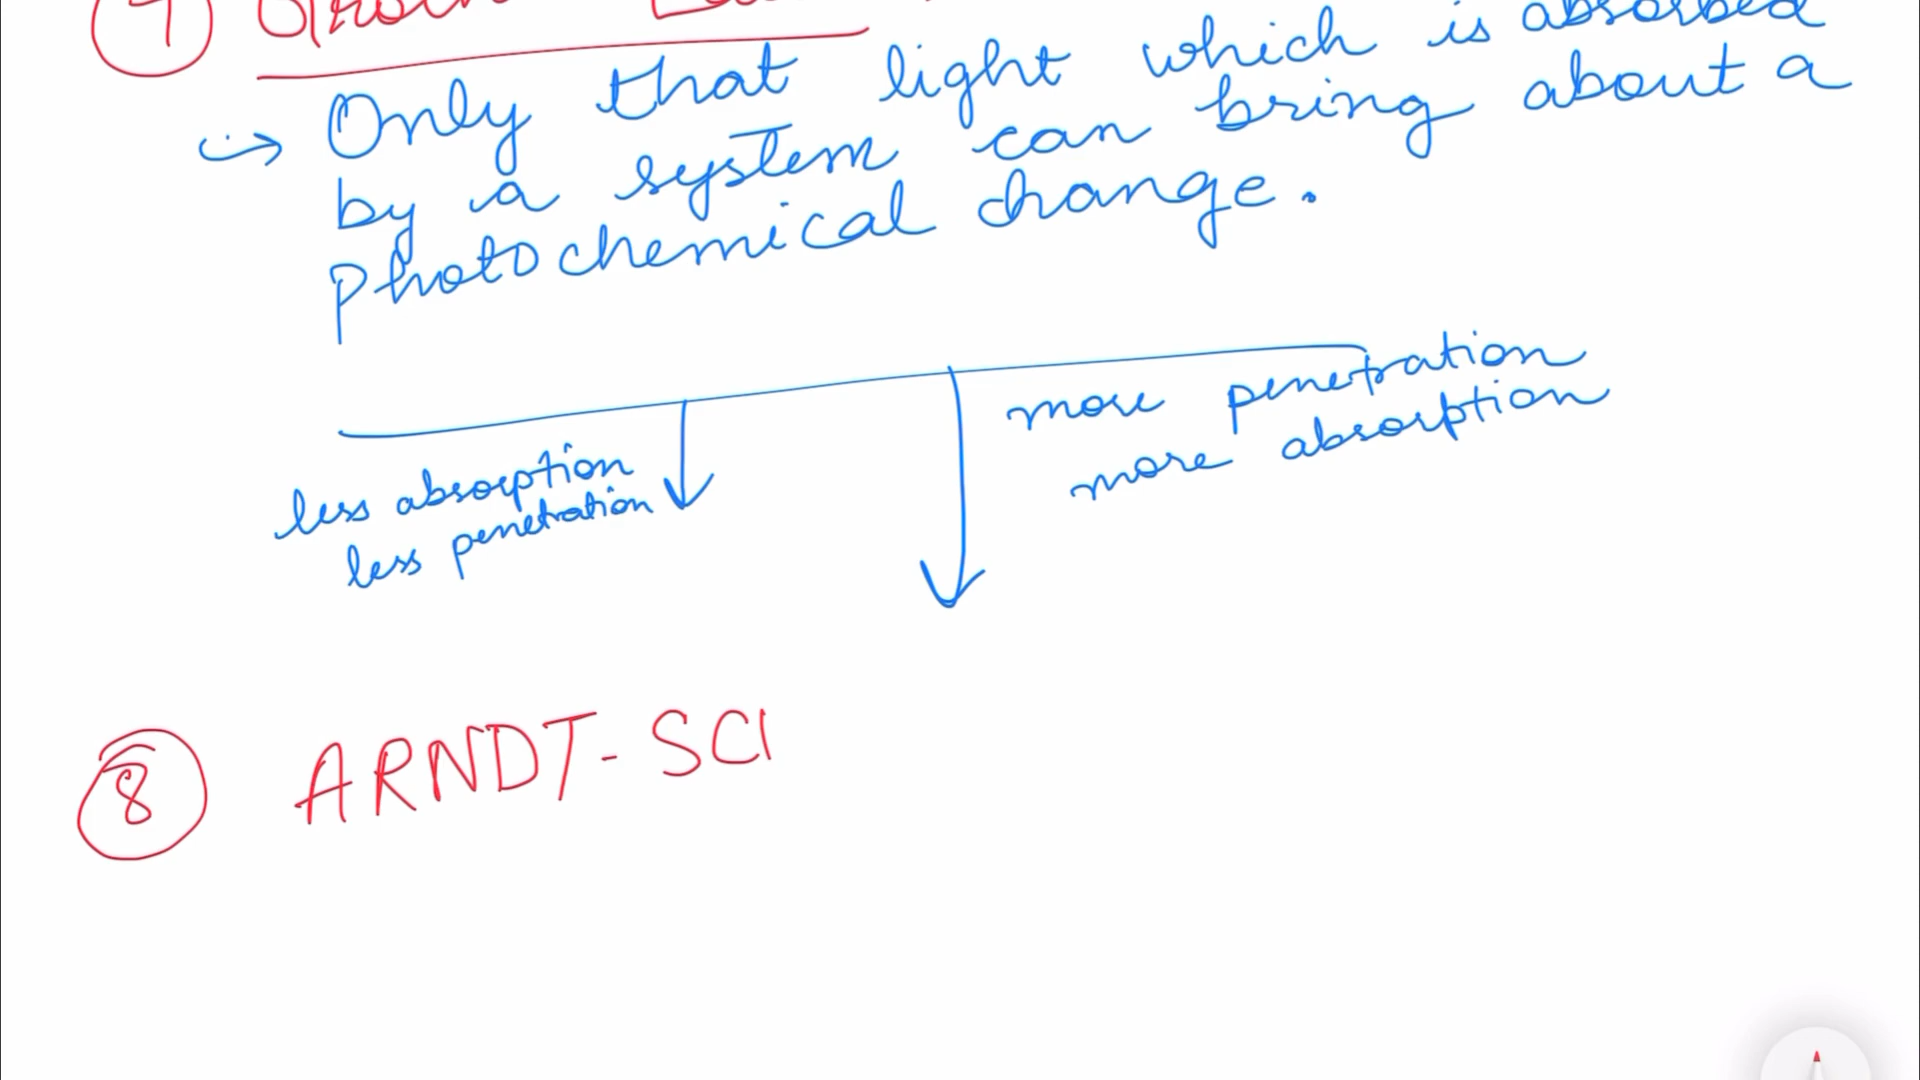 7
Only that light which is absorbed
by a system can bring about a
photochemical change.
more penetration
more absorption
less absorption
less penetration
8 ARNDT-SCI